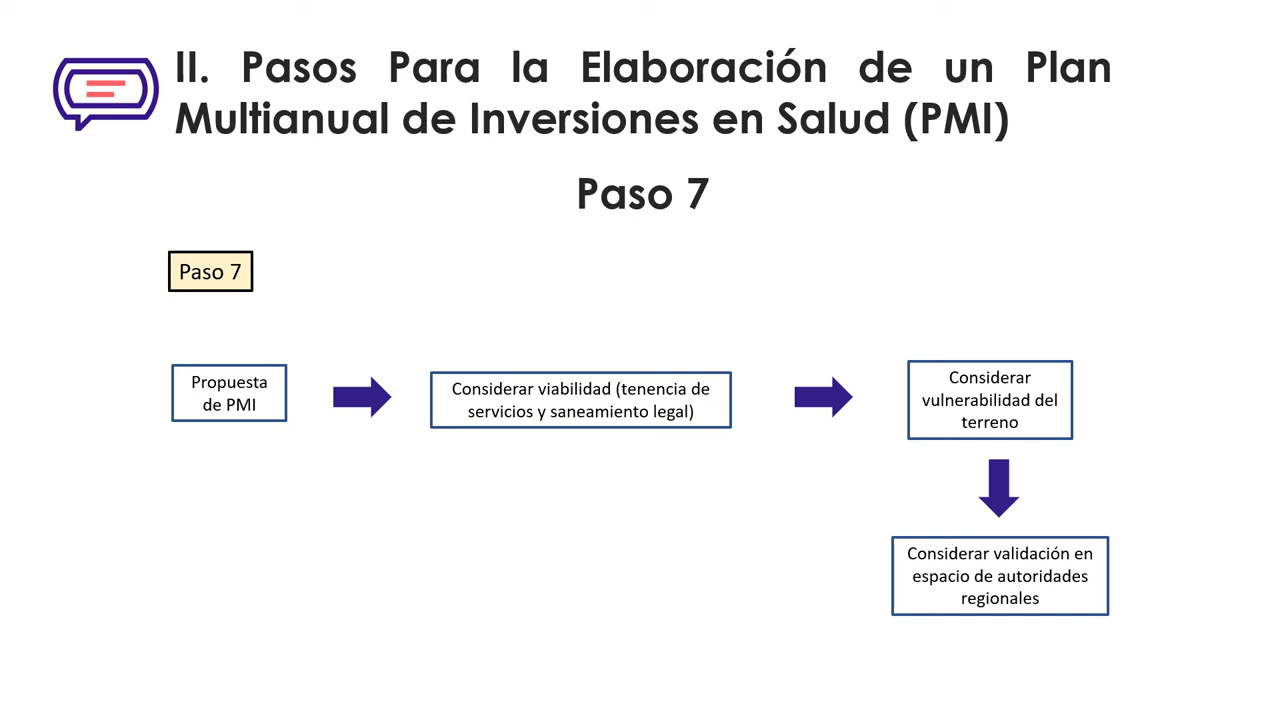 II. Pasos Para la Elaboración de un Plan
Multianual de Inversiones en Salud (PMI)
Paso 7
Paso 7
Propuesta
de PMI
Considerar viabilidad (tenencia de
servicios y saneamiento legal)
Considerar
vulnerabilidad del
terreno
Considerar validación en
espacio de autoridades
regionales